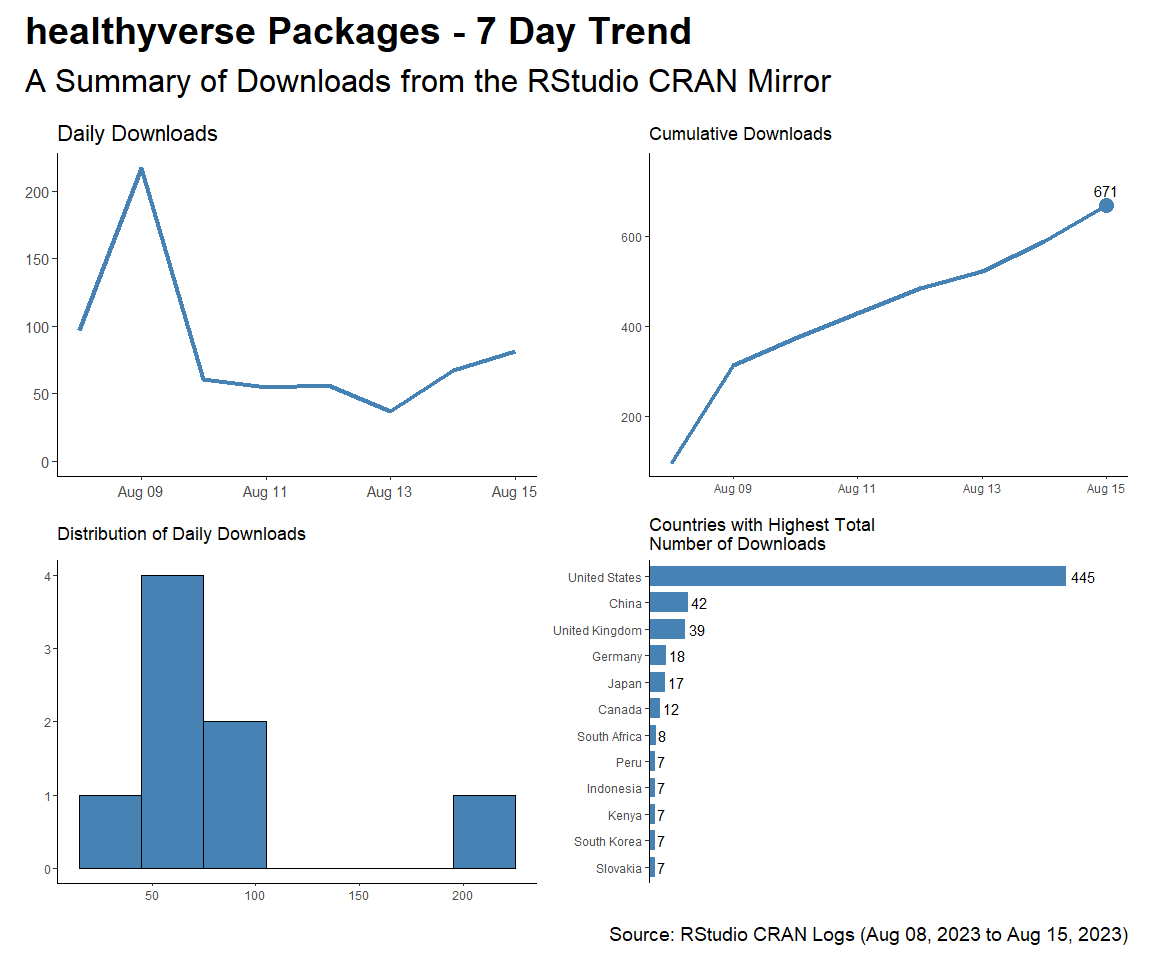 healthyverse Packages - 7 Day Trend
A Summary of Downloads from the RStudio CRAN Mirror
Daily Downloads
200
150
100
50
0
Aug 09 Aug 11 Aug 13 Aug 15
Cumulative Downloads
671
600
400
200
Aug 09 Aug 11 Aug 13 Aug 15
Distribution of Daily Downloads
4
3
2
1
0
50 100 150 200
Countries with Highest Total
Number of Downloads
United States 445
China 42
United Kingdom 39
Germany 18
Japan 17
Canada 12
South Africa 8
Peru 7
Indonesia 7
Kenya 7
South Korea 7
Slovakia 7
Source: RStudio CRAN Logs (Aug 08, 2023 to Aug 15, 2023)